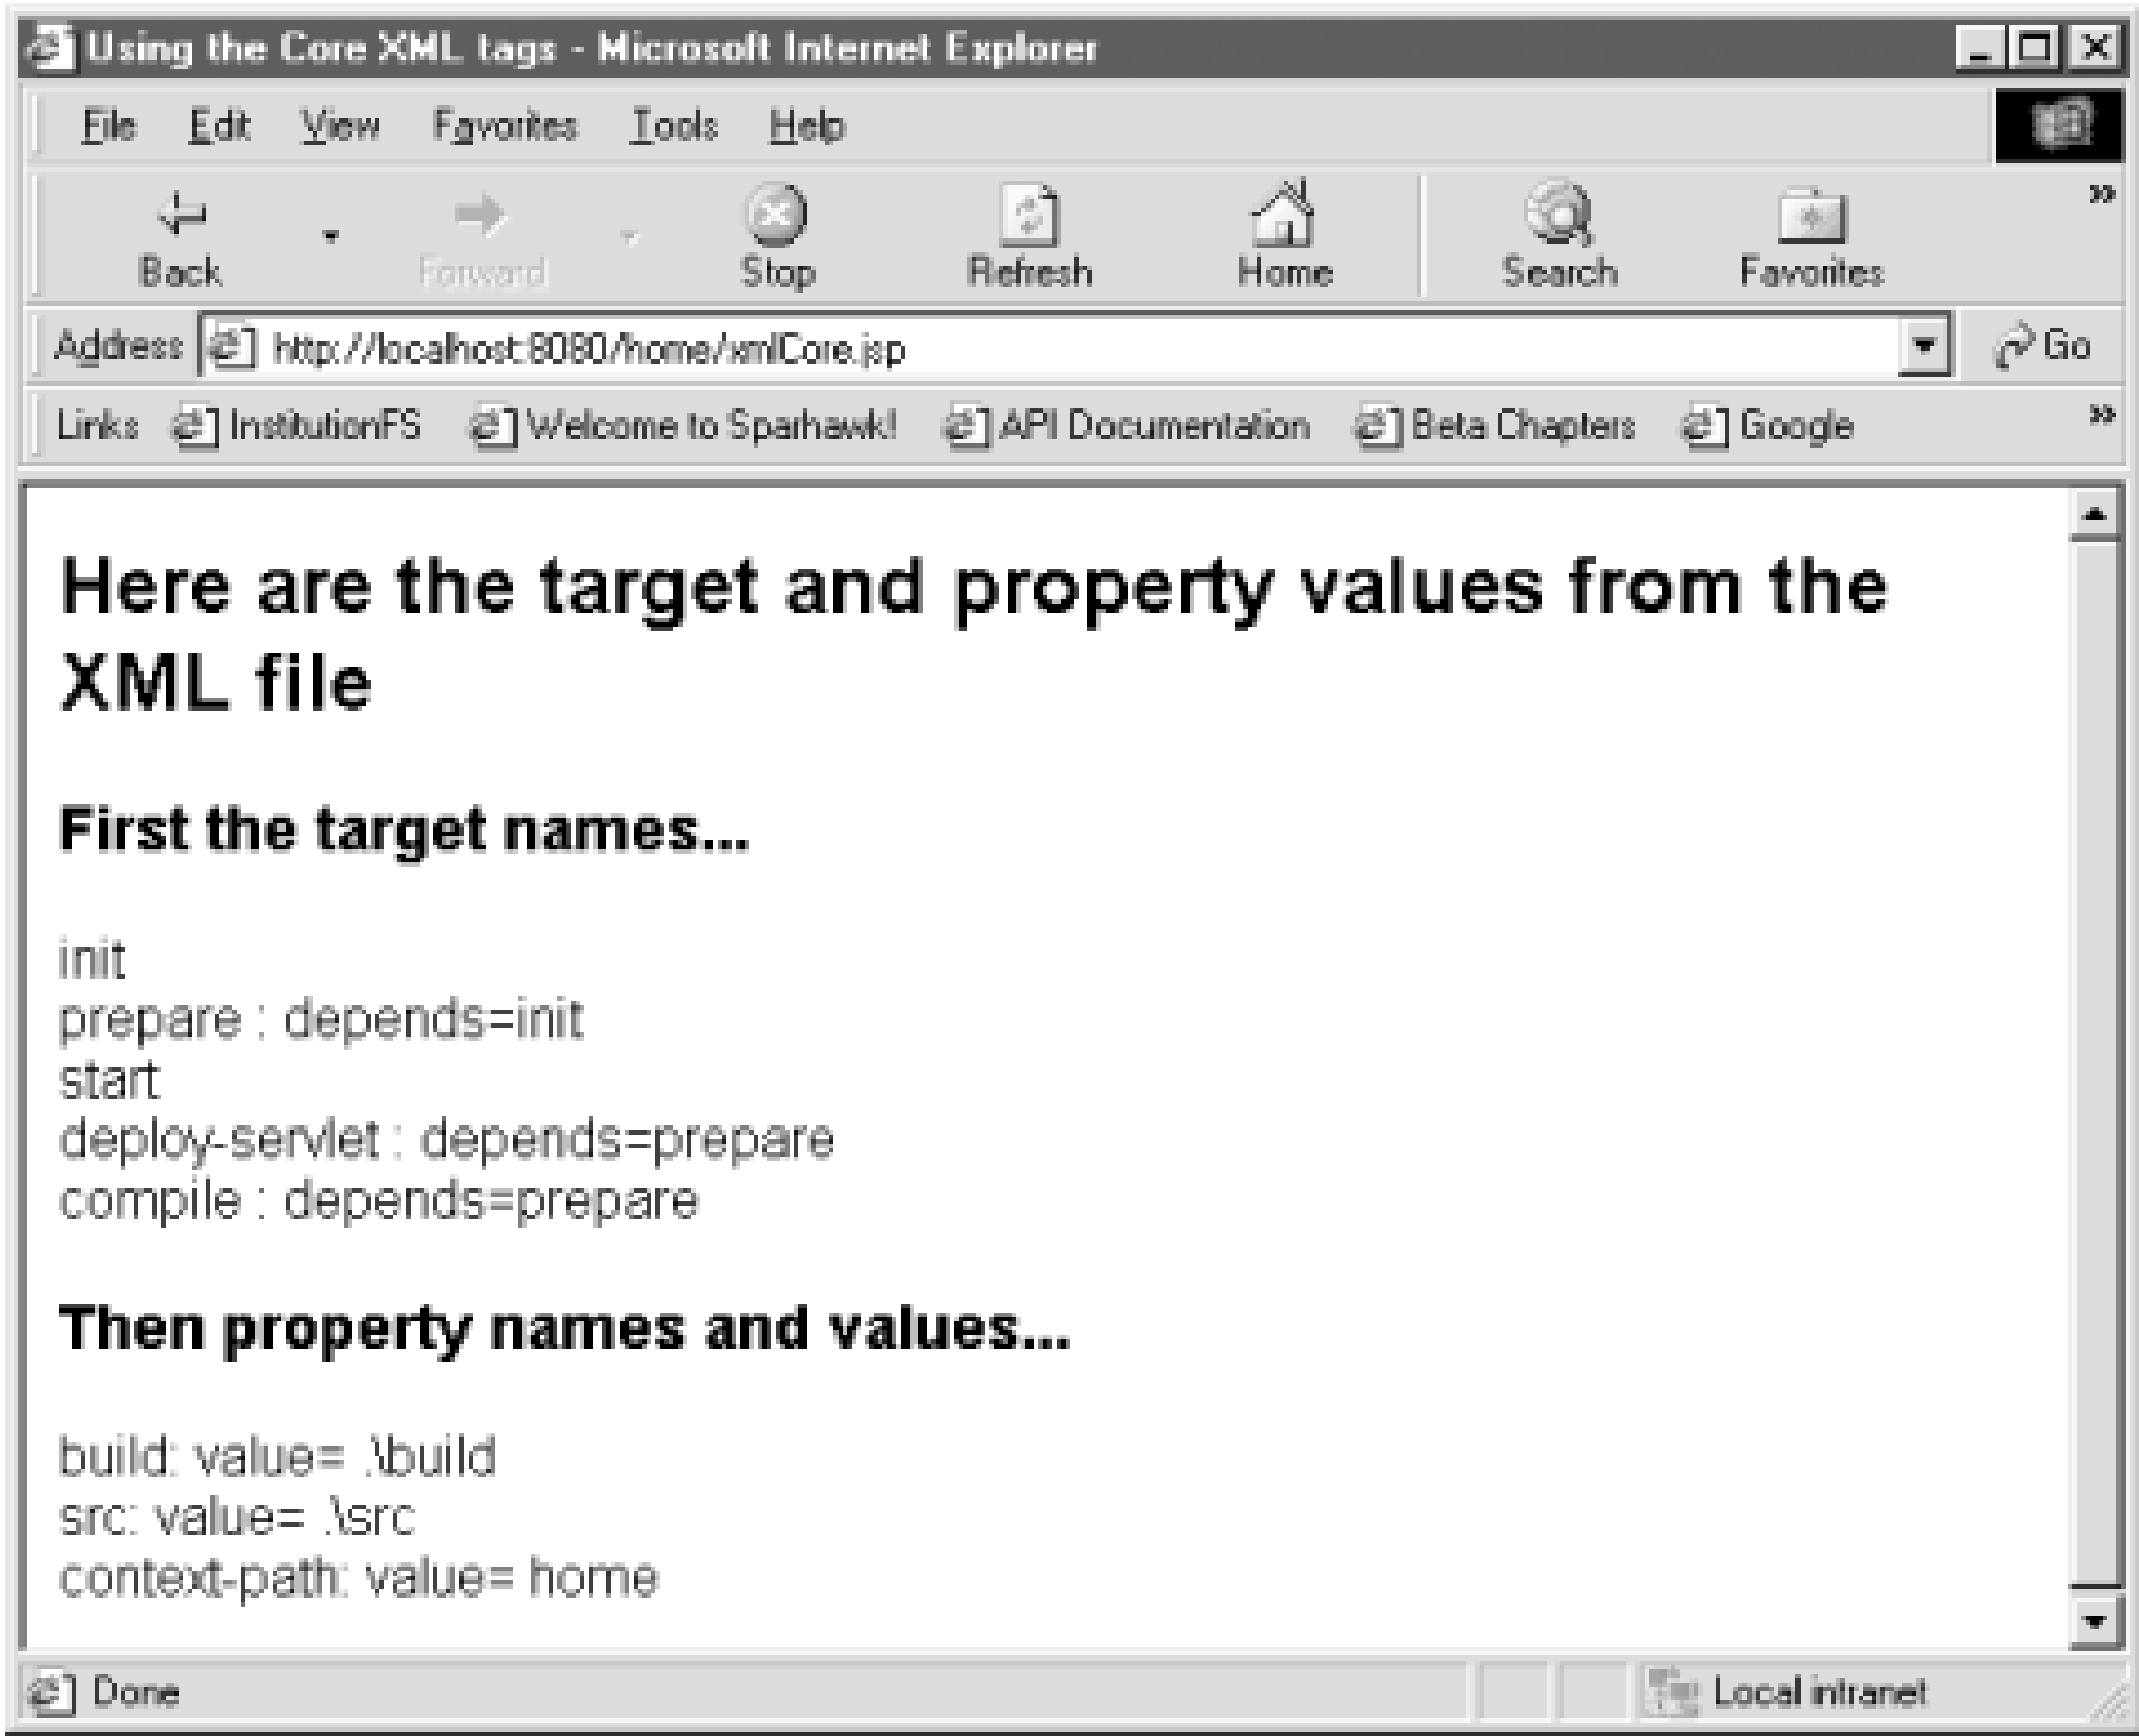 Using the Core XML tags - Microsoft Internet Explorer
File Edit View Favorites Tools Help
Back Forward Stop Refresh Home Search Favorites »
Address http://localhost:8080/home/xmlCore.jsp Go
Links InstitutionFS Welcome to Sparhawk! API Documentation Beta Chapters Google »
Here are the target and property values from the
XML file
First the target names...
init
prepare : depends=init
start
deploy-servlet : depends=prepare
compile : depends=prepare
Then property names and values...
build: value= .\build
src: value= .\src
context-path: value= home
Done Local intranet